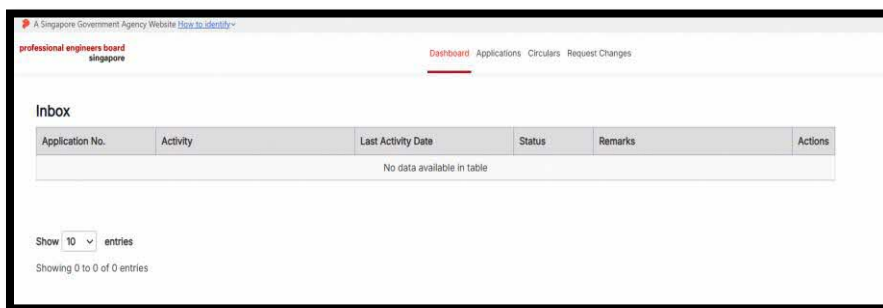 A Singapore Government Agency Website How to identify
professional engineers board
singapore
Dashboard Applications Circulars Request Changes
Inbox
Application No. Activity Last Activity Date Status Remarks Actions
No data available in table
Show 10 entries
Showing 0 to 0 of 0 entries